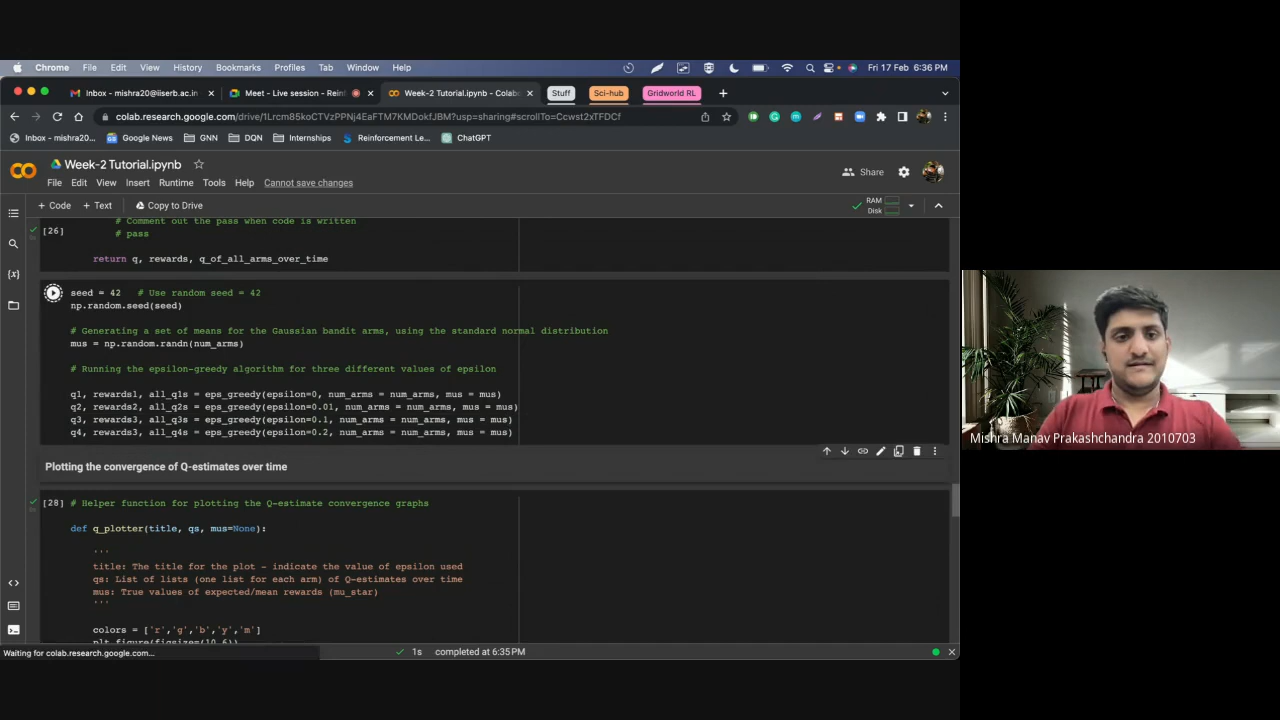 Chrome File Edit View History Bookmarks Profiles Tab Window Help Fri 17 Feb 6:36 PM
Inbox - mishra20@iiserb.ac.in Meet - Live session - Rein Week-2 Tutorial.ipynb - Colab Stuff Sci-hub Gridworld RL
colab.research.google.com/drive/1Lrcm85koCTVzPPNj4EaFTM7KMDokfJBM?usp=sharing#scrollTo=Ccwst2xTFDCf
Inbox - mishra20... Google News GNN DQN Internships Reinforcement Le... ChatGPT
Week-2 Tutorial.ipynb
File Edit View Insert Runtime Tools Help Cannot save changes
Share
+ Code + Text Copy to Drive
RAM
Disk
# Comment out the pass when code is written
[26] # pass
return q, rewards, q_of_all_arms_over_time
seed = 42 # Use random seed = 42
np.random.seed(seed)
# Generating a set of means for the Gaussian bandit arms, using the standard normal distribution
mus = np.random.randn(num_arms)
# Running the epsilon-greedy algorithm for three different values of epsilon
q1, rewards1, all_q1s = eps_greedy(epsilon=0, num_arms = num_arms, mus = mus)
q2, rewards2, all_q2s = eps_greedy(epsilon=0.01, num_arms = num_arms, mus = mus)
q3, rewards3, all_q3s = eps_greedy(epsilon=0.1, num_arms = num_arms, mus = mus)
q4, rewards3, all_q4s = eps_greedy(epsilon=0.2, num_arms = num_arms, mus = mus)
Plotting the convergence of Q-estimates over time
[28] # Helper function for plotting the Q-estimate convergence graphs
def q_plotter(title, qs, mus=None):
'''
title: The title for the plot - indicate the value of epsilon used
qs: List of lists (one list for each arm) of Q-estimates over time
mus: True values of expected/mean rewards (mu_star)
'''
colors = ['r','g','b','y','m']
plt.figure(figsize=(10,6))
Waiting for colab.research.google.com...
1s completed at 6:35 PM
Mishra Manav Prakashchandra 2010703